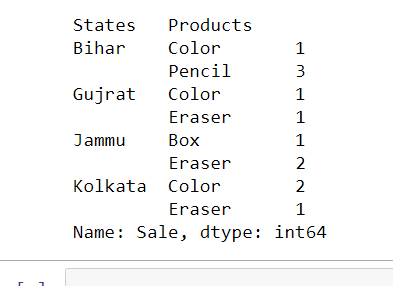 States Products
Bihar Color 1
Pencil 3
Gujrat Color 1
Eraser 1
Jammu Box 1
Eraser 2
Kolkata Color 2
Eraser 1
Name: Sale, dtype: int64